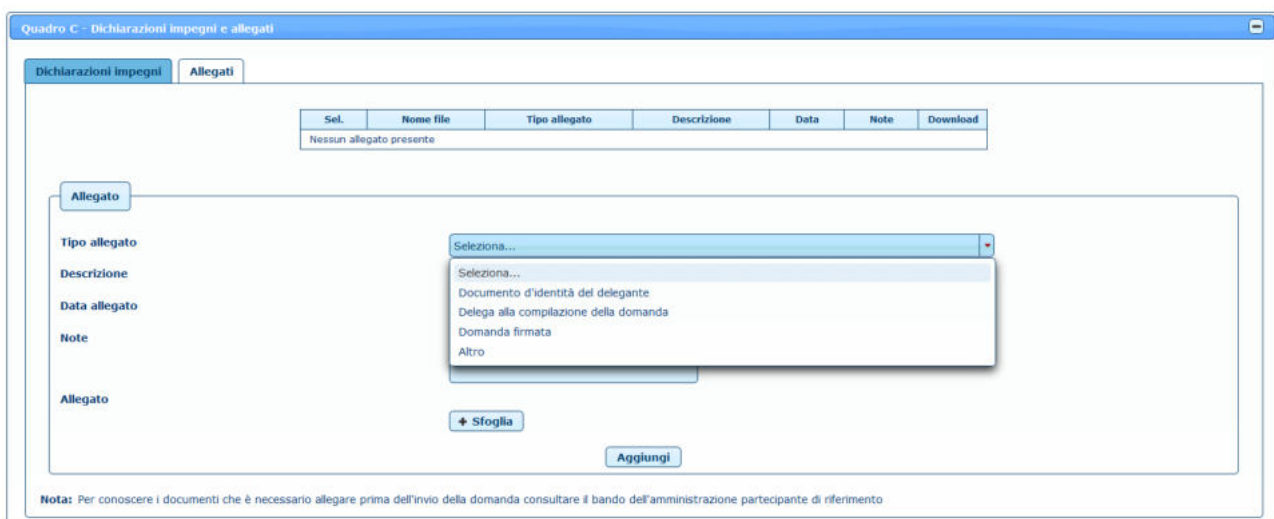 Quadro C - Dichiarazioni impegni e allegati
Dichiarazioni impegni Allegati
Sel. Nome file Tipo allegato Descrizione Data Note Download
Nessun allegato presente
Allegato
Tipo allegato Seleziona...
Descrizione Seleziona...
Documento d'identità del delegante
Data allegato Delega alla compilazione della domanda
Note Domanda firmata
Altro
Allegato
+ Sfoglia
Aggiungi
Nota: Per conoscere i documenti che è necessario allegare prima dell'invio della domanda consultare il bando dell'amministrazione partecipante di riferimento